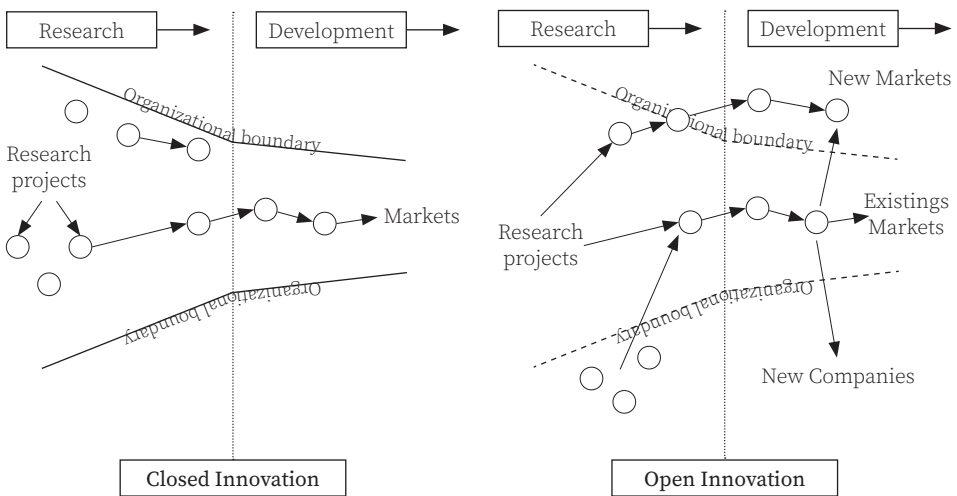 Research
Development
Organizational boundary
Research
projects
Markets
Organizational
boundary
Closed Innovation
Research
Development
New Markets
Organizational boundary
Existings
Markets
Research
projects
Organizational
boundary
New Companies
Open Innovation